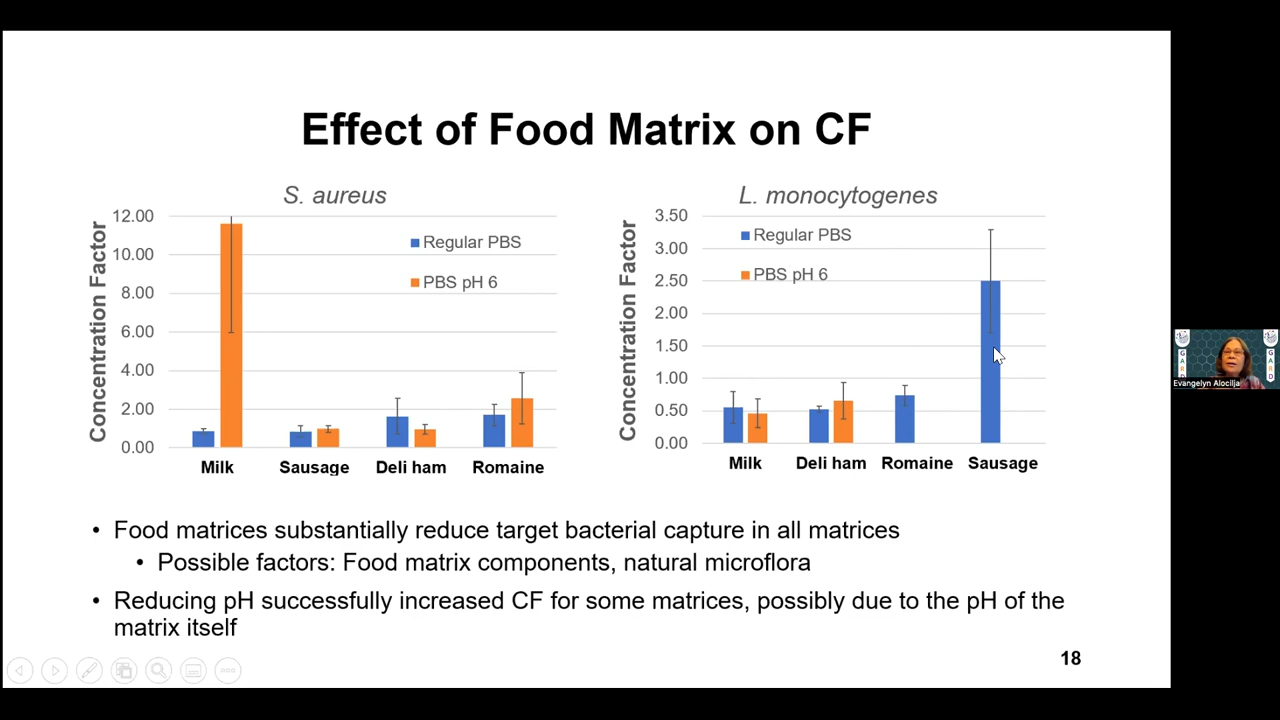 Effect of Food Matrix on CF
S. aureus
Concentration Factor
12.00
10.00
8.00
6.00
4.00
2.00
0.00
Regular PBS
PBS pH 6
Milk
Sausage
Deli ham
Romaine
L. monocytogenes
Concentration Factor
3.50
3.00
2.50
2.00
1.50
1.00
0.50
0.00
Regular PBS
PBS pH 6
Milk
Deli ham
Romaine
Sausage
• Food matrices substantially reduce target bacterial capture in all matrices
• Possible factors: Food matrix components, natural microflora
• Reducing pH successfully increased CF for some matrices, possibly due to the pH of the
matrix itself
18
GARD
GARD
Evangelyn Alocilja